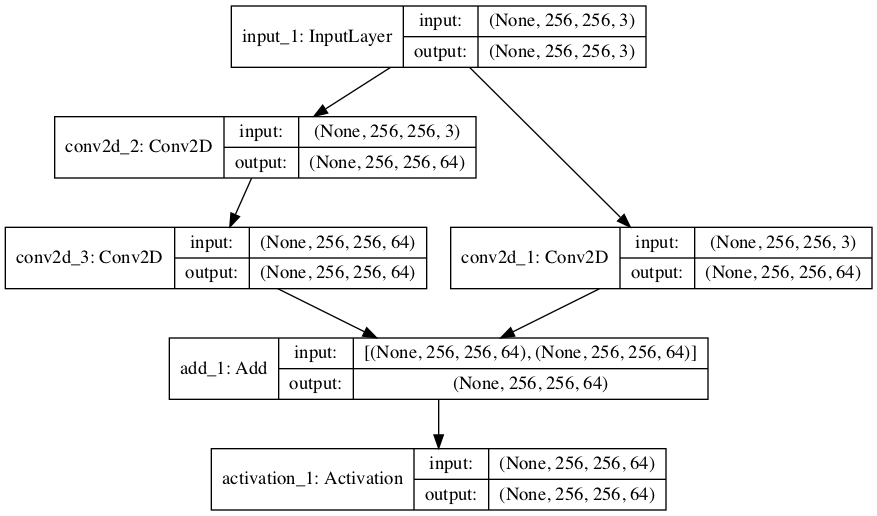 input_1: InputLayer
input: (None, 256, 256, 3)
output: (None, 256, 256, 3)
conv2d_2: Conv2D
input: (None, 256, 256, 3)
output: (None, 256, 256, 64)
conv2d_3: Conv2D
input: (None, 256, 256, 64)
output: (None, 256, 256, 64)
conv2d_1: Conv2D
input: (None, 256, 256, 3)
output: (None, 256, 256, 64)
add_1: Add
input: [(None, 256, 256, 64), (None, 256, 256, 64)]
output: (None, 256, 256, 64)
activation_1: Activation
input: (None, 256, 256, 64)
output: (None, 256, 256, 64)